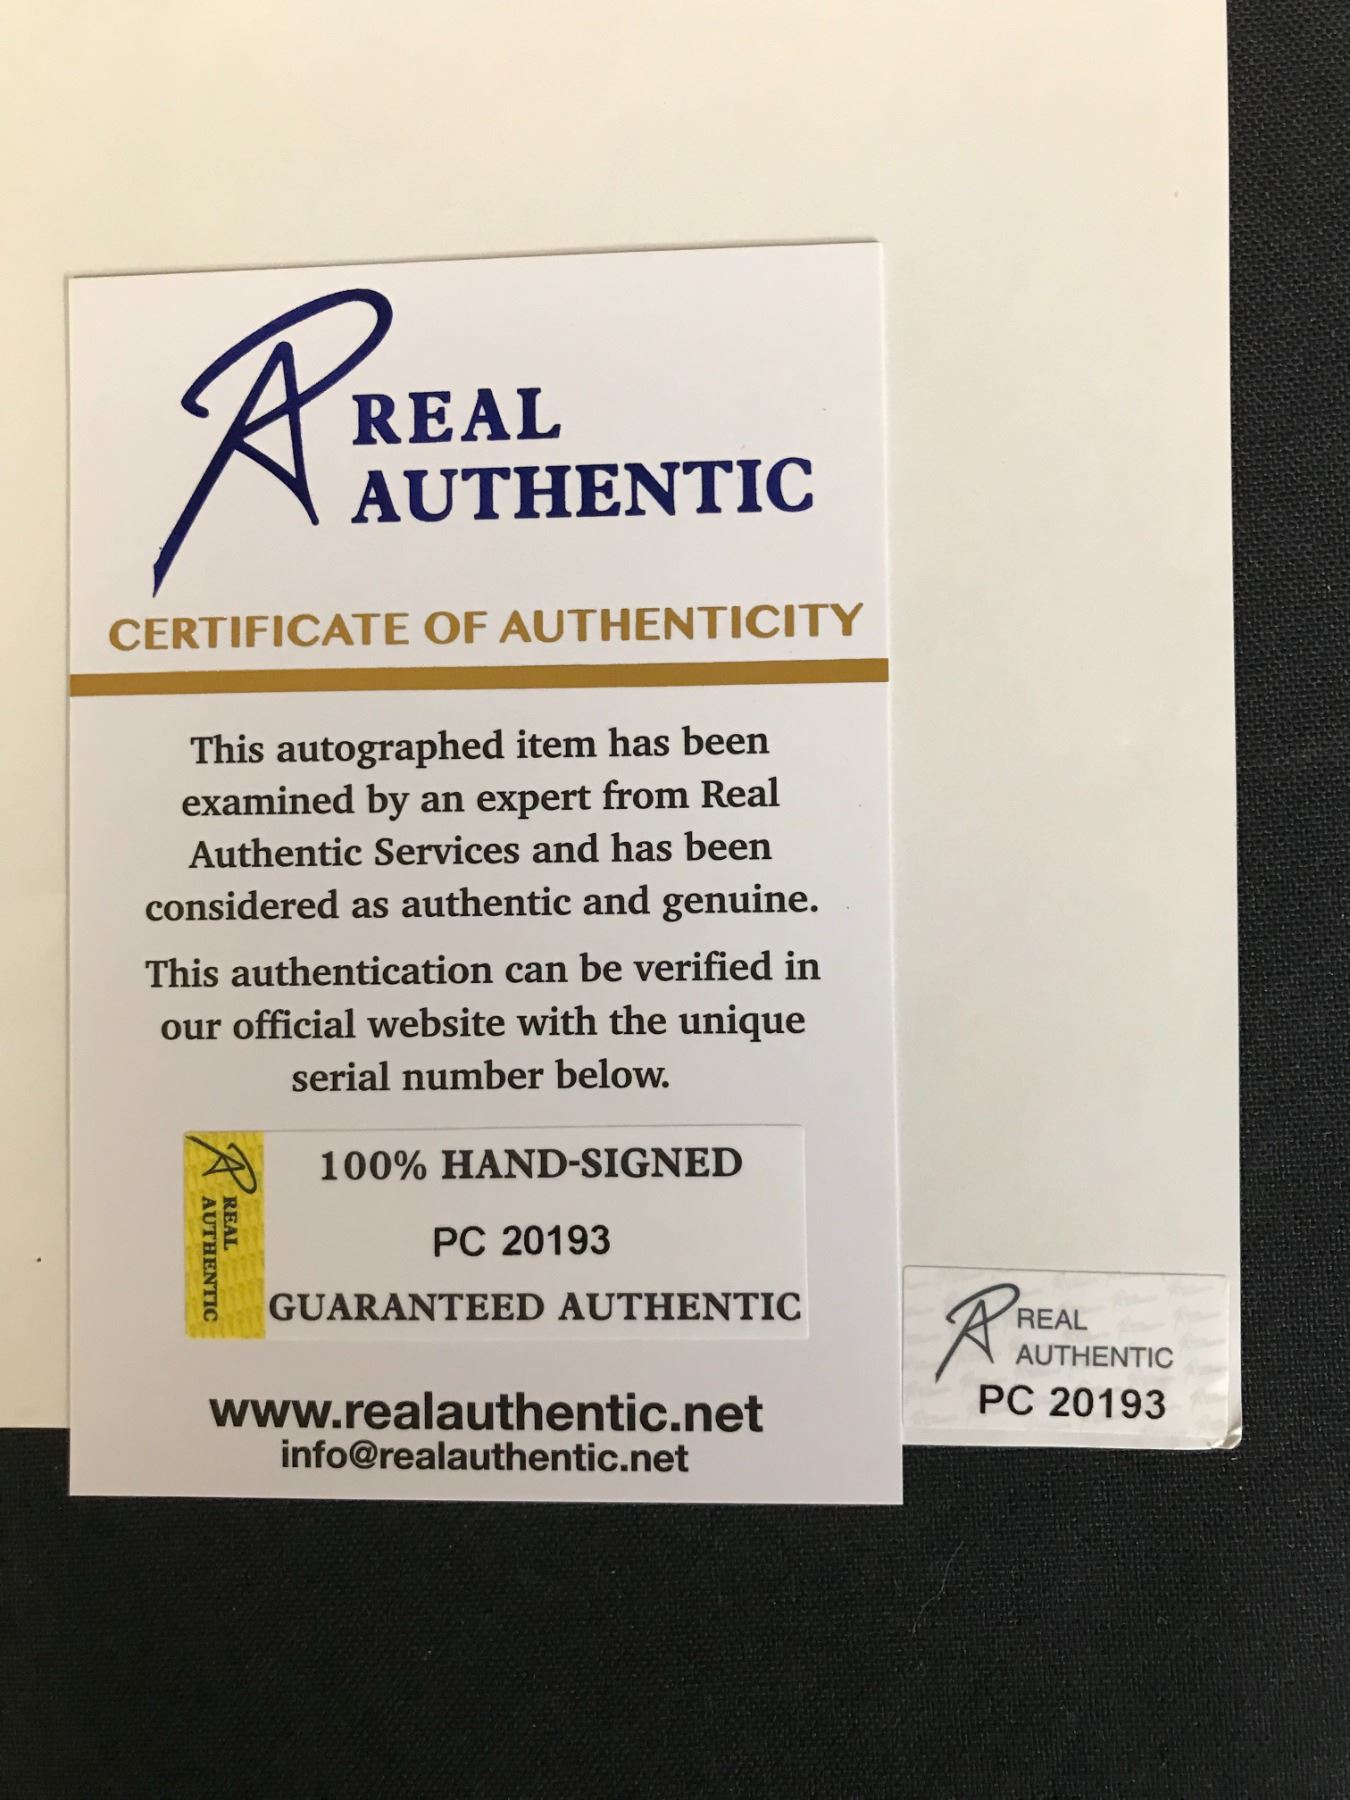 REAL
AUTHENTIC
CERTIFICATE OF AUTHENTICITY
This autographed item has been
examined by an expert from Real
Authentic Services and has been
considered as authentic and genuine.
This authentication can be verified in
our official website with the unique
serial number below.
REAL
AUTHENTIC
100% HAND-SIGNED
PC 20193
GUARANTEED AUTHENTIC
www.realauthentic.net
info@realauthentic.net
REAL
AUTHENTIC
PC 20193